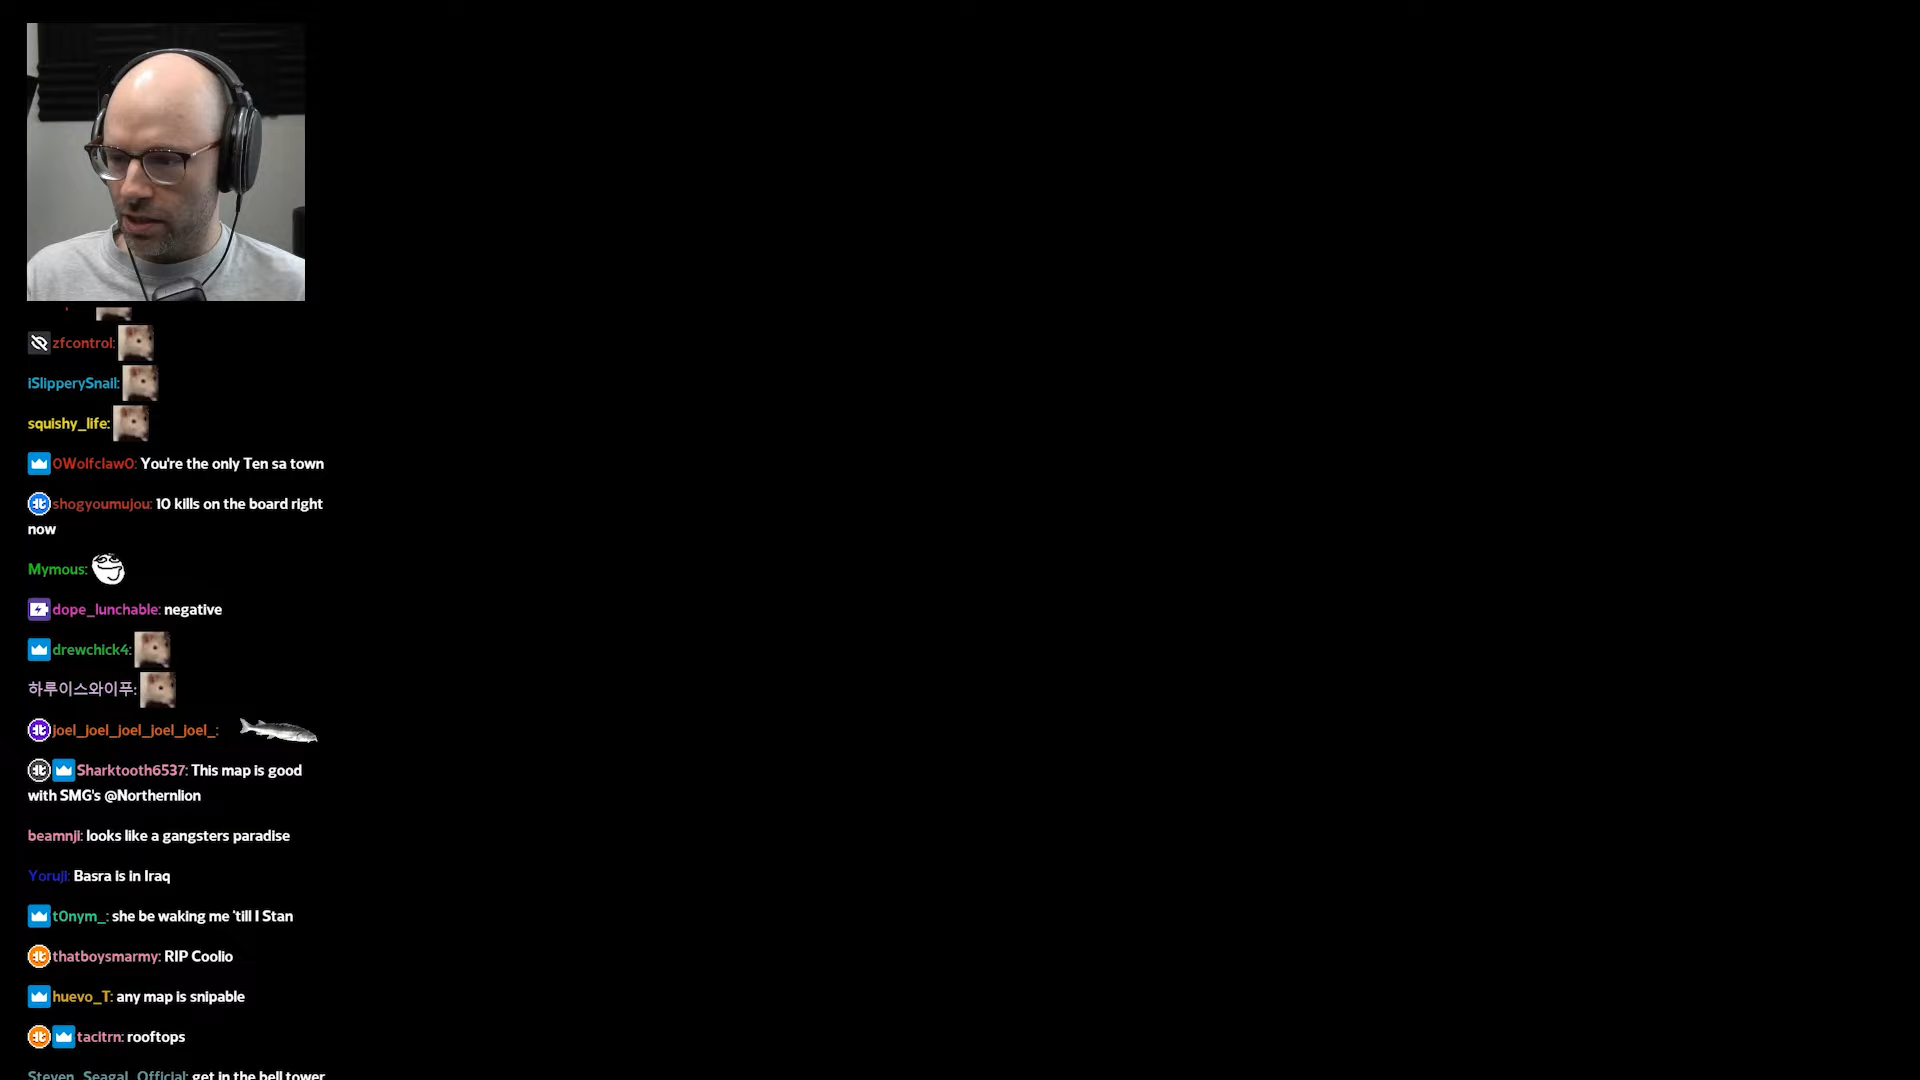 zfcontrol:
iSlipperySnail:
squishy_life:
0Wolfclaw0: You're the only Ten sa town
shogyoumujou: 10 kills on the board right
now
Mymous:
dope_lunchable: negative
drewchick4:
하루이스와이푸:
joel_joel_joel_joel_joel_:
Sharktooth6537: This map is good
with SMG's @Northernlion
beamnji: looks like a gangsters paradise
Yoruji: Basra is in Iraq
t0nym_: she be waking me 'till I Stan
thatboysmarmy: RIP Coolio
huevo_T: any map is snipable
tacitrn: rooftops
Steven_Seagal_Official: get in the bell tower